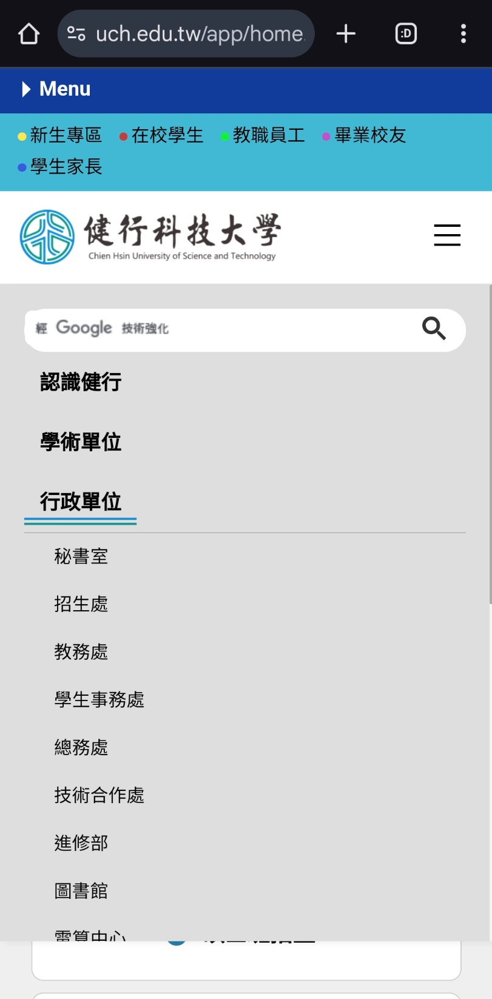 uch.edu.tw/app/home
:D
Menu
新生專區 在校學生 教職員工 畢業校友
學生家長
健行科技大學
Chien Hsin University of Science and Technology
經 Google 技術強化
認識健行
學術單位
行政單位
秘書室
招生處
教務處
學生事務處
總務處
技術合作處
進修部
圖書館
電算中心